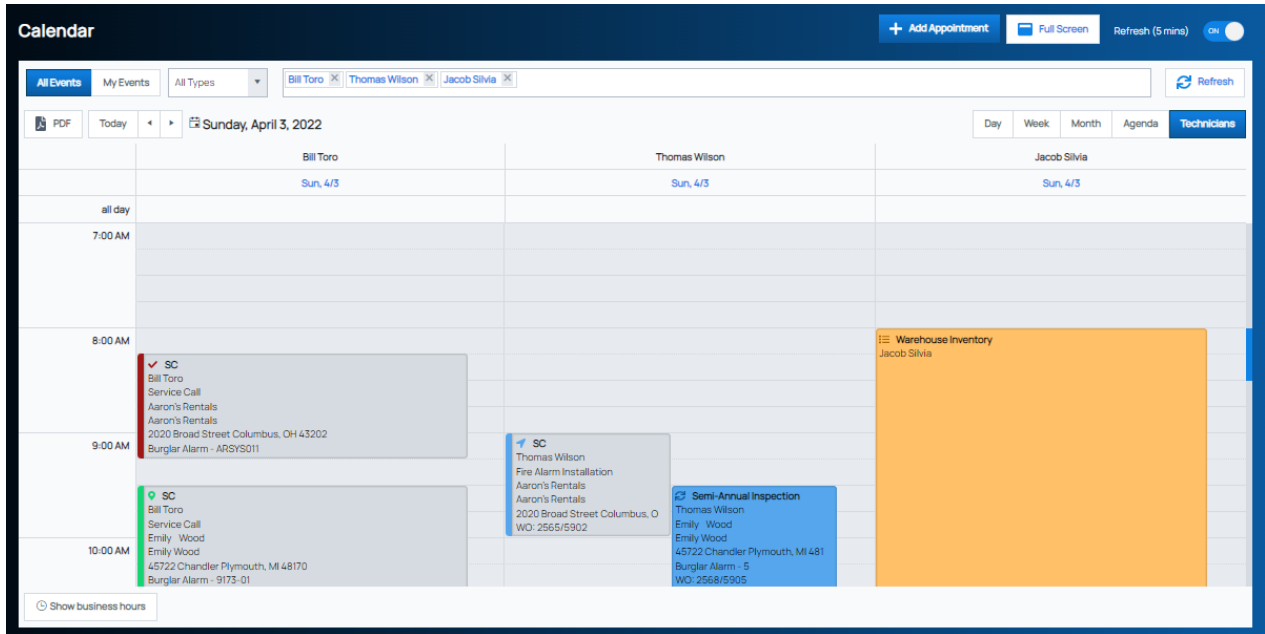 Calendar
Add Appointment
Full Screen
Refresh (5 mins)
ON
All Events
My Events
All Types
Bill Toro
Thomas Wilson
Jacob Silvia
Refresh
PDF
Today
Sunday, April 3, 2022
Day
Week
Month
Agenda
Technicians
Bill Toro
Thomas Wilson
Jacob Silvia
Sun, 4/3
Sun, 4/3
Sun, 4/3
all day
7:00 AM
8:00 AM
SC
Bill Toro
Service Call
Aaron's Rentals
Aaron's Rentals
2020 Broad Street Columbus, OH 43202
Burglar Alarm - ARSYS011
Warehouse Inventory
Jacob Silvia
9:00 AM
SC
Thomas Wilson
Fire Alarm Installation
Aaron's Rentals
Aaron's Rentals
2020 Broad Street Columbus, O
WO: 2565/5902
SC
Bill Toro
Service Call
Emily Wood
Emily Wood
45722 Chandler Plymouth, MI 48170
Burglar Alarm - 9173-01
Semi-Annual Inspection
Thomas Wilson
Emily Wood
Emily Wood
45722 Chandler Plymouth, MI 481
Burglar Alarm - 5
WO: 2568/5905
10:00 AM
Show business hours